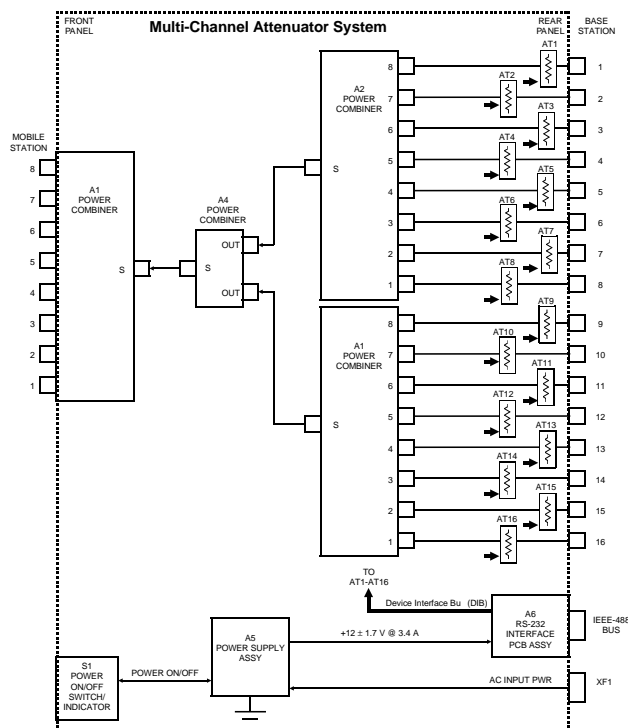 FRONT
PANEL
Multi-Channel Attenuator System
REAR
PANEL
BASE
STATION
MOBILE
STATION
8
7
6
5
4
3
2
1
A1
POWER
COMBINER
S
A4
POWER
COMBINER
S
OUT
OUT
A2
POWER
COMBINER
S
8
7
6
5
4
3
2
1
A1
POWER
COMBINER
S
8
7
6
5
4
3
2
1
AT1
AT2
AT3
AT4
AT5
AT6
AT7
AT8
AT9
AT10
AT11
AT12
AT13
AT14
AT15
AT16
1
2
3
4
5
6
7
8
9
10
11
12
13
14
15
16
TO
AT1-AT16
Device Interface Bu (DIB)
A6
RS-232
INTERFACE
PCB ASSY
IEEE-488
BUS
+12 ± 1.7 V @ 3.4 A
A5
POWER SUPPLY
ASSY
S1
POWER
ON/OFF
SWITCH/
INDICATOR
POWER ON/OFF
AC INPUT PWR
XF1